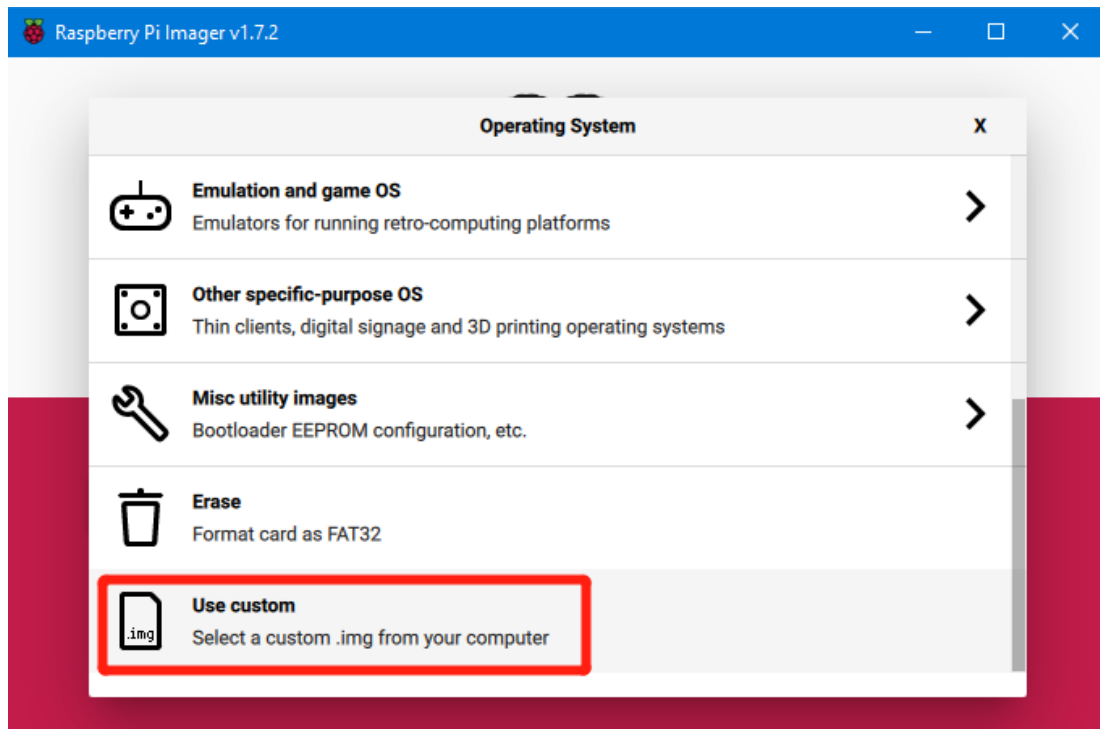 Raspberry Pi Imager v1.7.2
Operating System
X
Emulation and game OS
Emulators for running retro-computing platforms
Other specific-purpose OS
Thin clients, digital signage and 3D printing operating systems
Misc utility images
Bootloader EEPROM configuration, etc.
Erase
Format card as FAT32
.img
Use custom
Select a custom .img from your computer